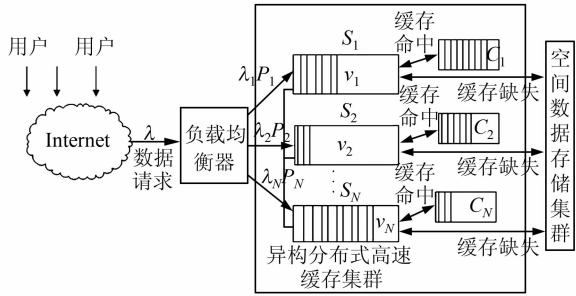 用户 用户
Internet
λ
数据
请求
负载均
衡器
λ1P1
λ2P2
λNPN
S1
v1
S2
v2
⋮
SN
vN
缓存
命中
C1
缓存缺失
缓存
命中
C2
缓存缺失
缓存
命中
CN
缓存缺失
异构分布式高速
缓存集群
空间数据存储集群